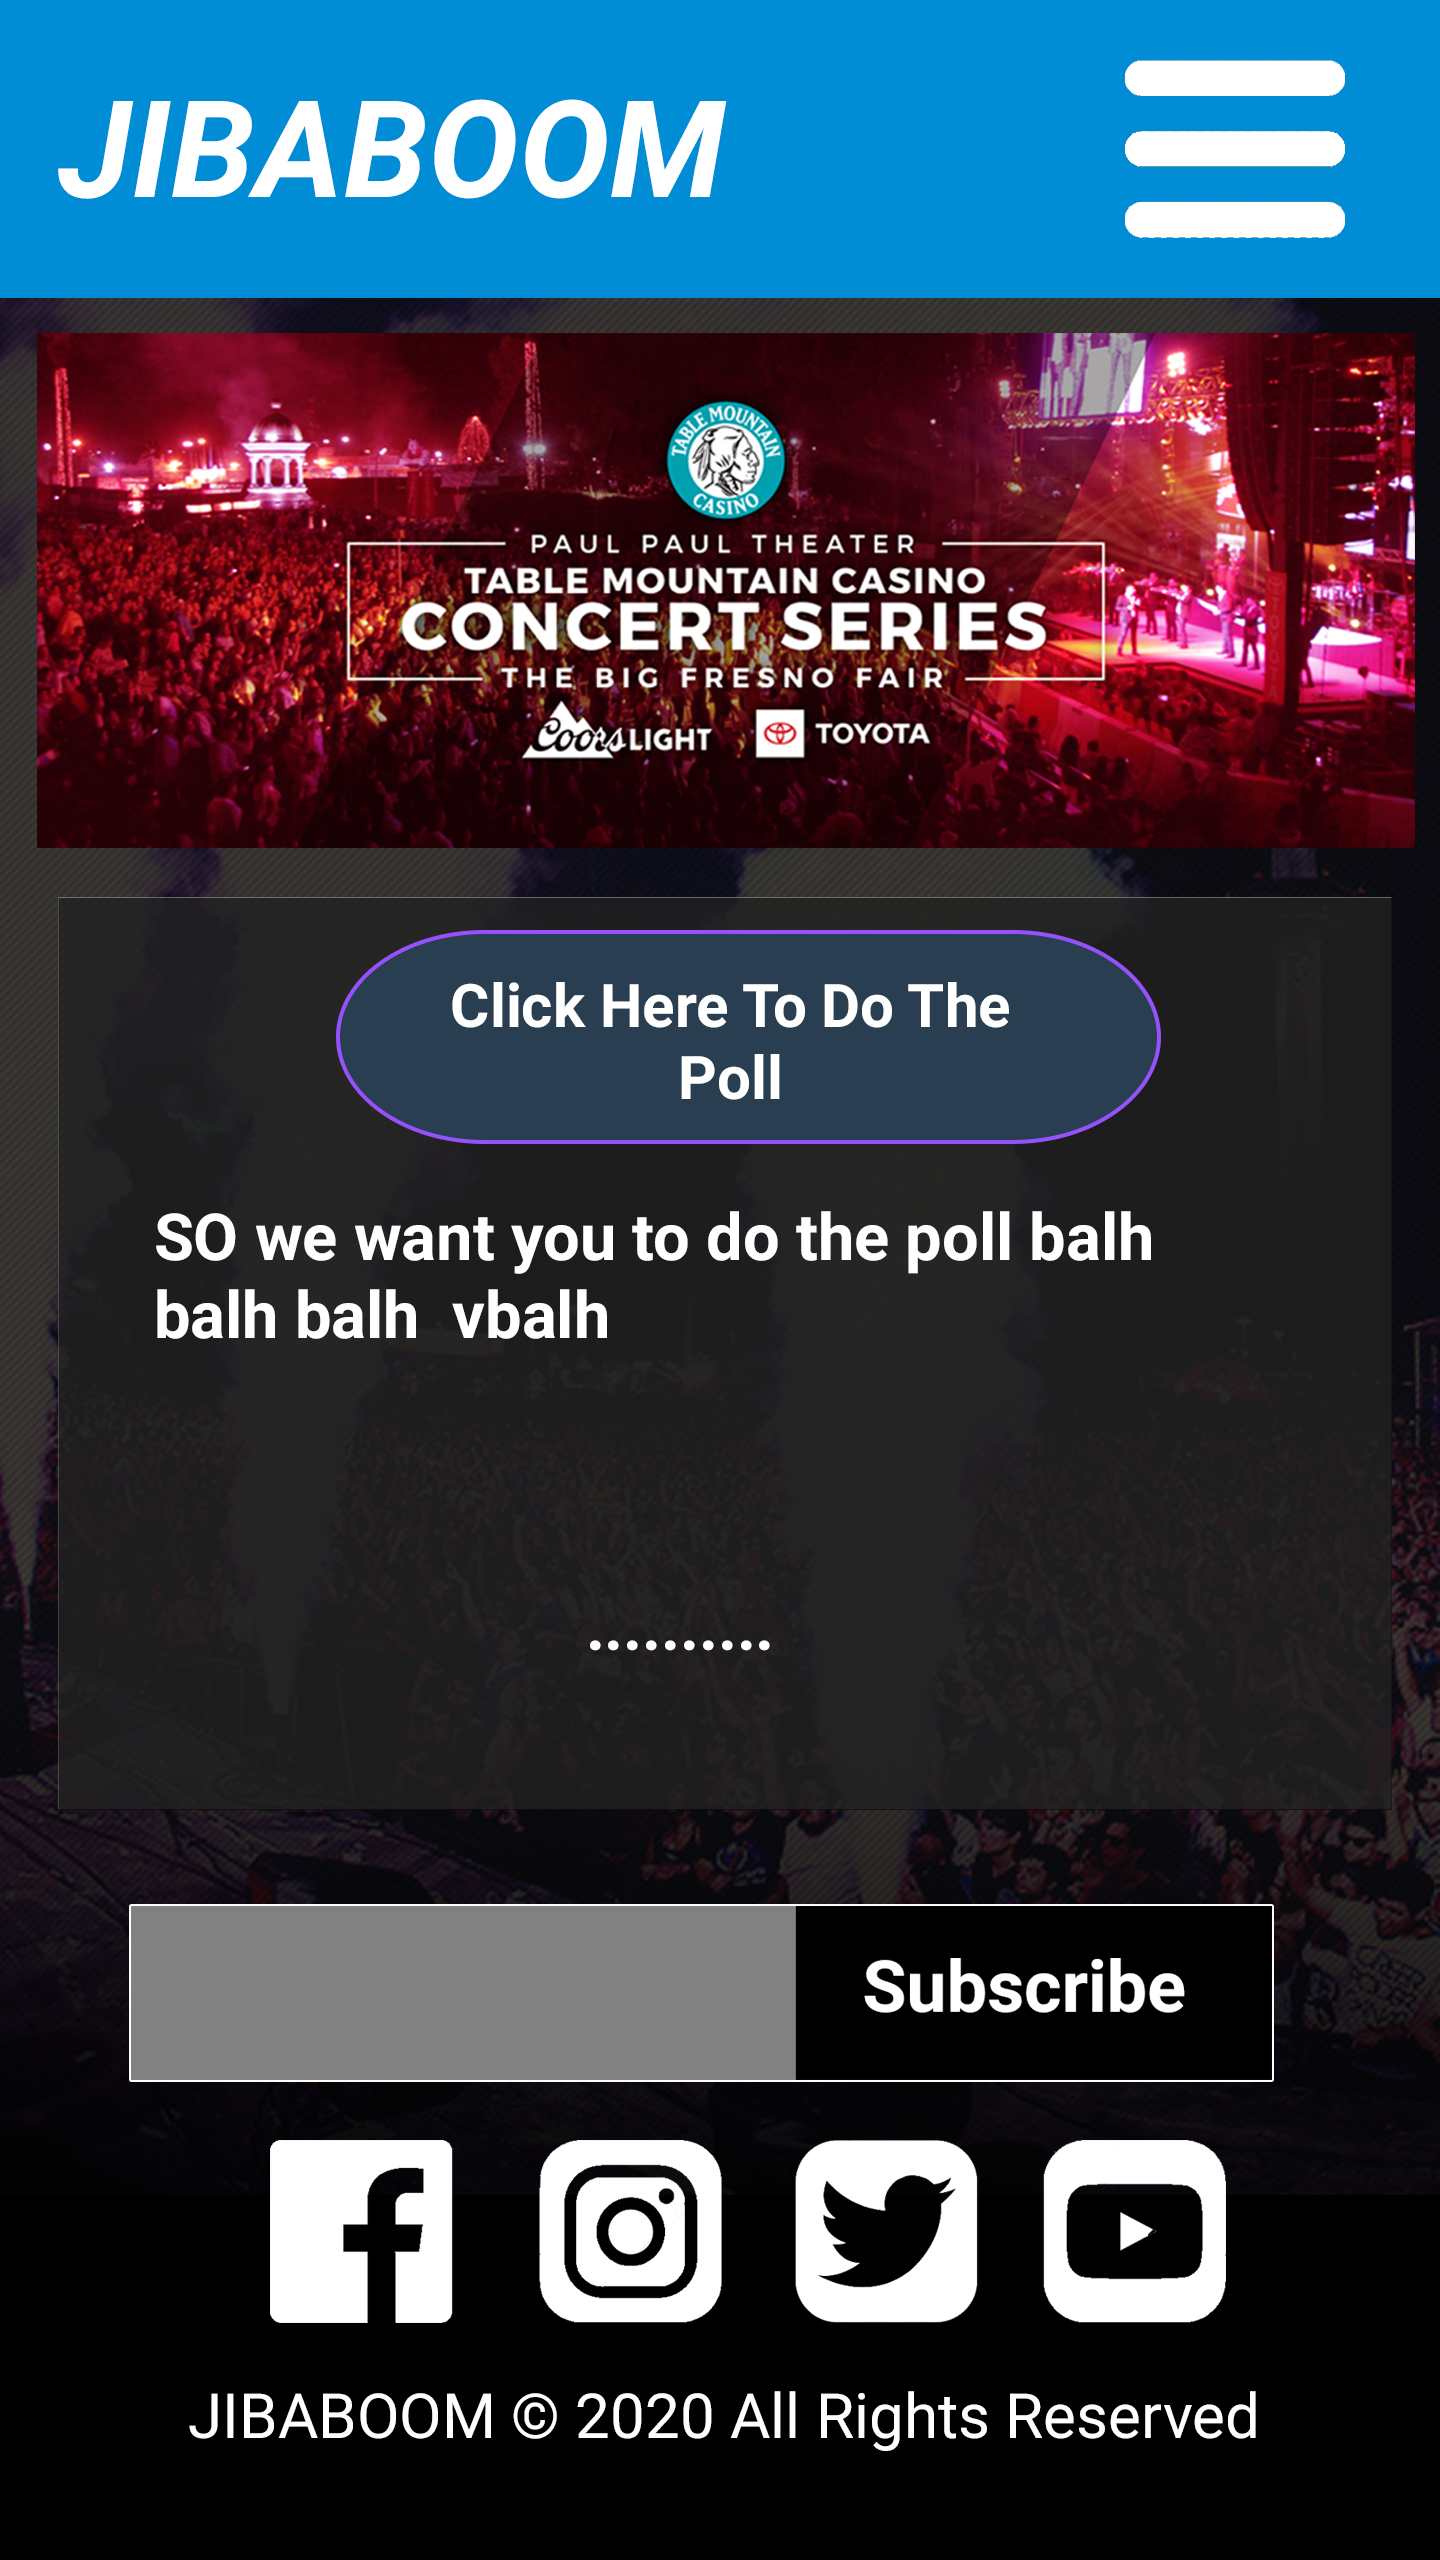 JIBABOOM
TABLE MOUNTAIN
CASINO
PAUL PAUL THEATER
TABLE MOUNTAIN CASINO
CONCERT SERIES
THE BIG FRESNO FAIR
Coors LIGHT TOYOTA
Click Here To Do The
Poll
SO we want you to do the poll balh
balh balh  vbalh
..........
Subscribe
JIBABOOM © 2020 All Rights Reserved